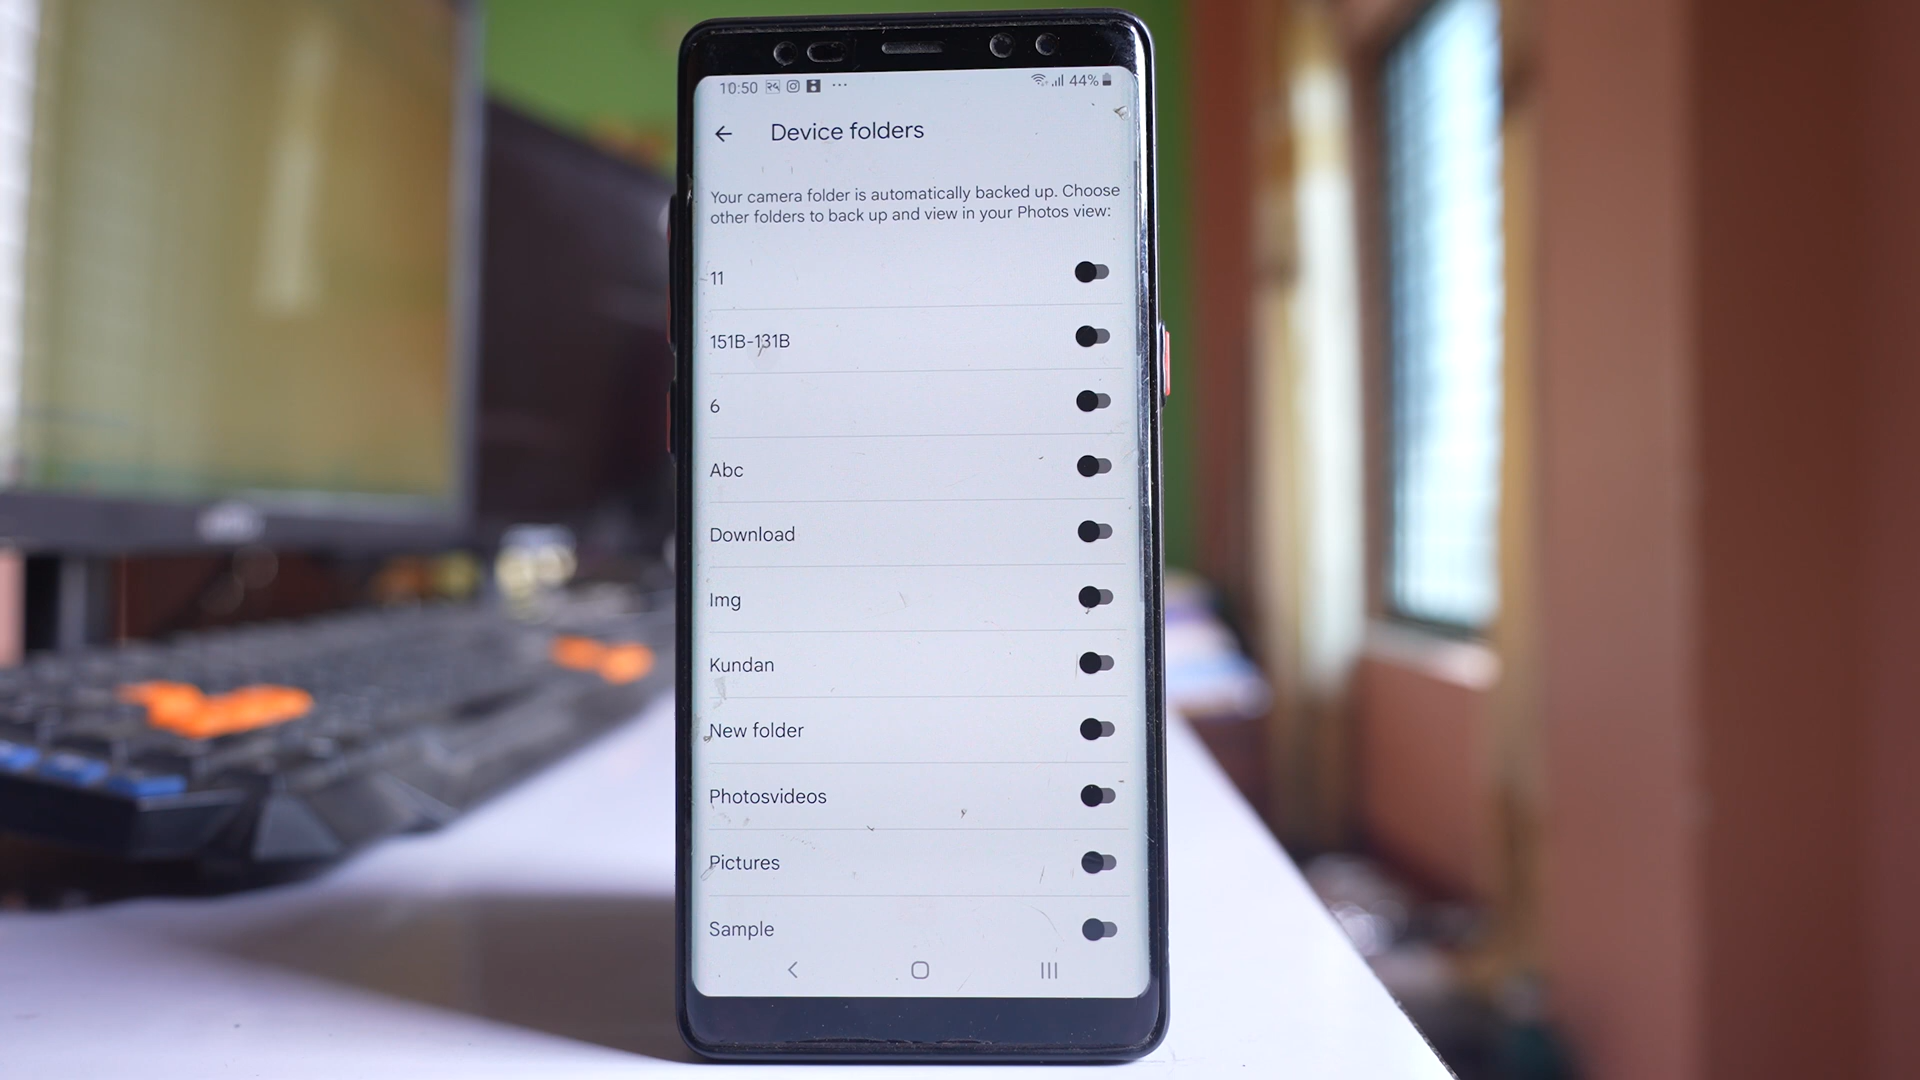 10:50 44%
Device folders
Your camera folder is automatically backed up. Choose
other folders to back up and view in your Photos view:
11
151B-131B
6
Abc
Download
Img
Kundan
New folder
Photosvideos
Pictures
Sample